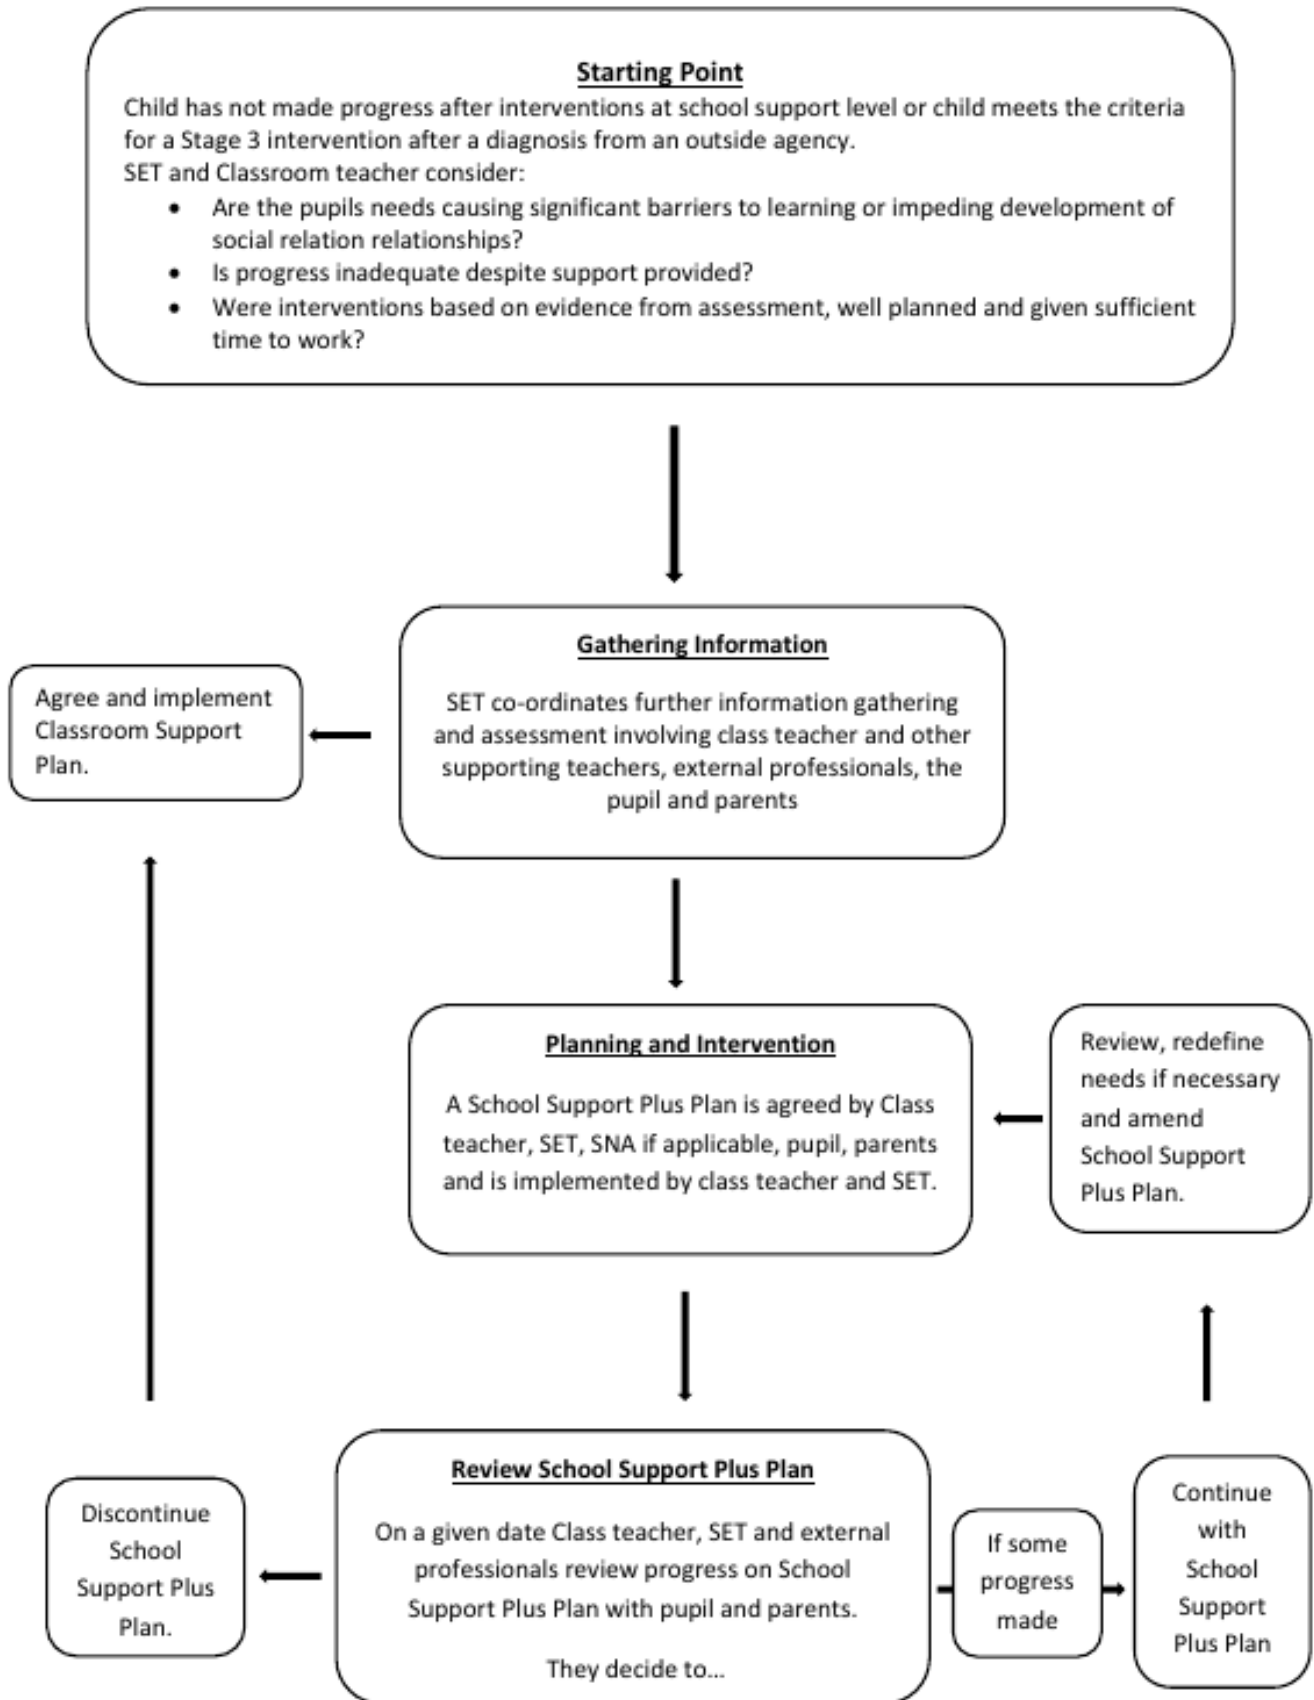 Starting Point
Child has not made progress after interventions at school support level or child meets the criteria
for a Stage 3 intervention after a diagnosis from an outside agency.
SET and Classroom teacher consider:
• Are the pupils needs causing significant barriers to learning or impeding development of
social relation relationships?
• Is progress inadequate despite support provided?
• Were interventions based on evidence from assessment, well planned and given sufficient
time to work?
Gathering Information
SET co-ordinates further information gathering
and assessment involving class teacher and other
supporting teachers, external professionals, the
pupil and parents
Agree and implement
Classroom Support
Plan.
Planning and Intervention
A School Support Plus Plan is agreed by Class
teacher, SET, SNA if applicable, pupil, parents
and is implemented by class teacher and SET.
Review, redefine
needs if necessary
and amend
School Support
Plus Plan.
Review School Support Plus Plan
On a given date Class teacher, SET and external
professionals review progress on School
Support Plus Plan with pupil and parents.
They decide to...
Discontinue
School
Support Plus
Plan.
If some
progress
made
Continue
with
School
Support
Plus Plan